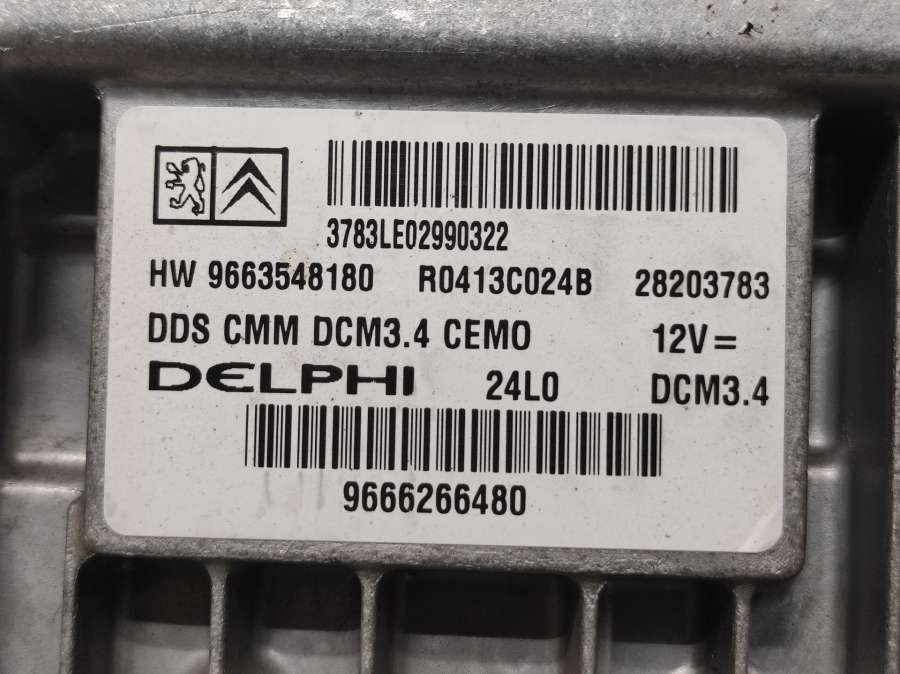 3783LE02990322
HW 9663548180 R0413C024B 28203783
DDS CMM DCM3.4 CEMO 12V=
DELPHI 24L0 DCM3.4
9666266480